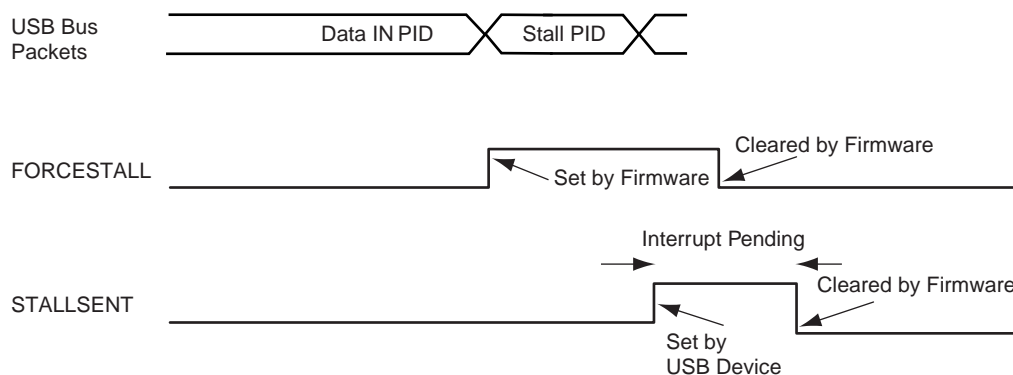 USB Bus
Packets
Data IN PID
Stall PID
FORCESTALL
Set by Firmware
Cleared by Firmware
Interrupt Pending
STALLSENT
Cleared by Firmware
Set by
USB Device